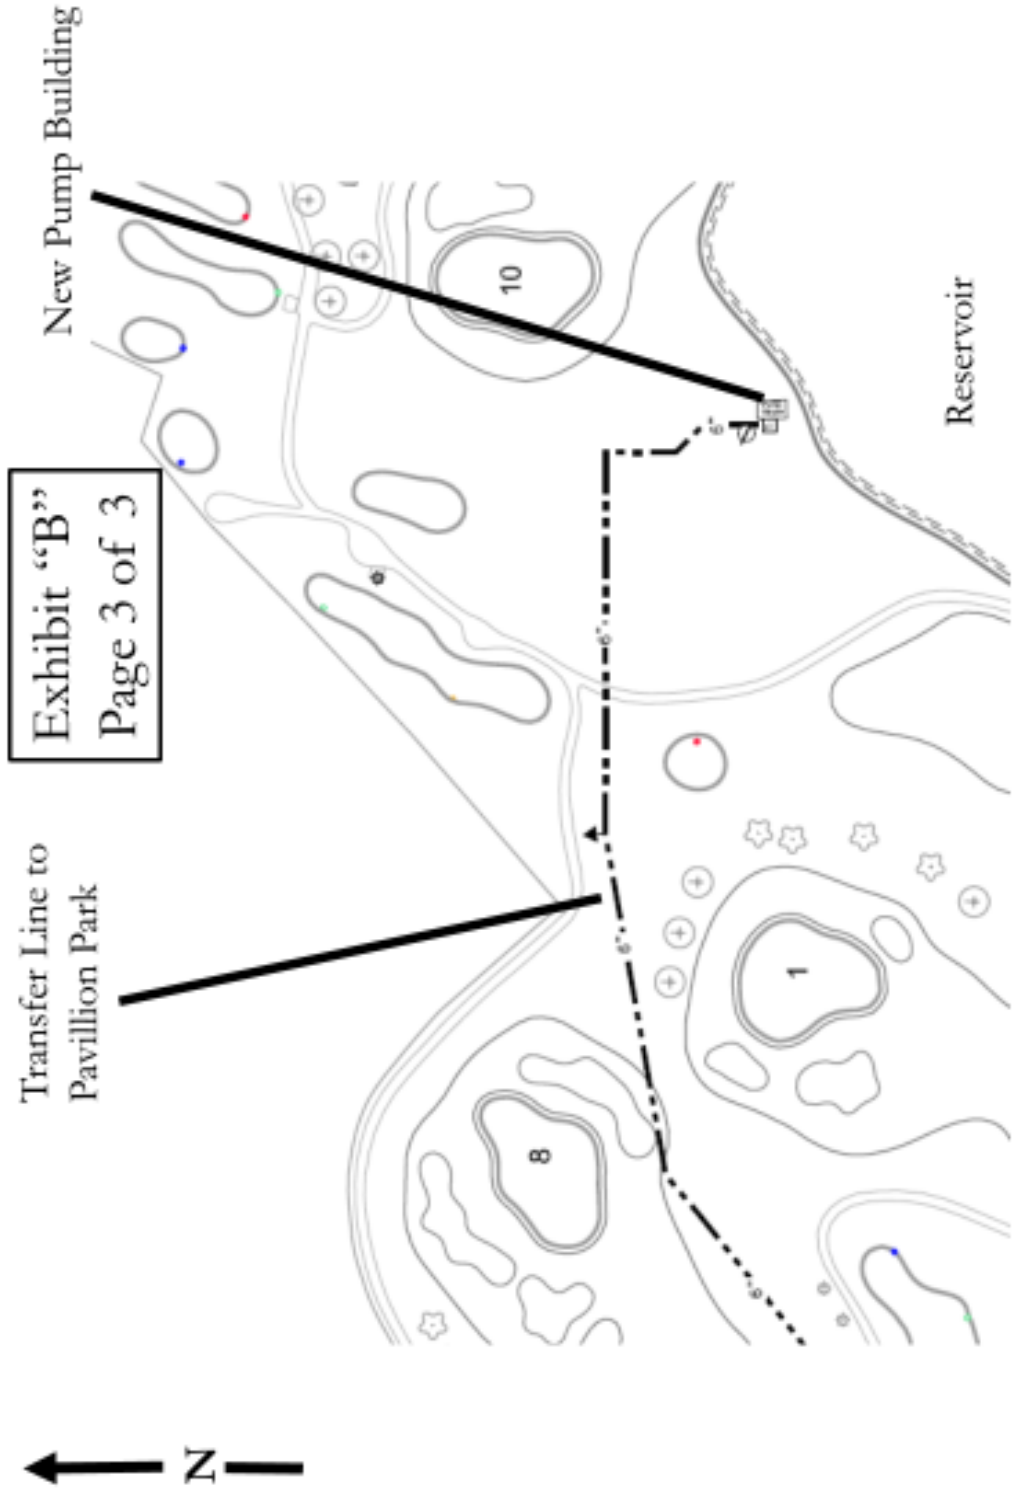 Exhibit “B”
Page 3 of 3
Transfer Line to
Pavillion Park
New Pump Building
Reservoir
N
8
1
10
6"
6"
6"
6"